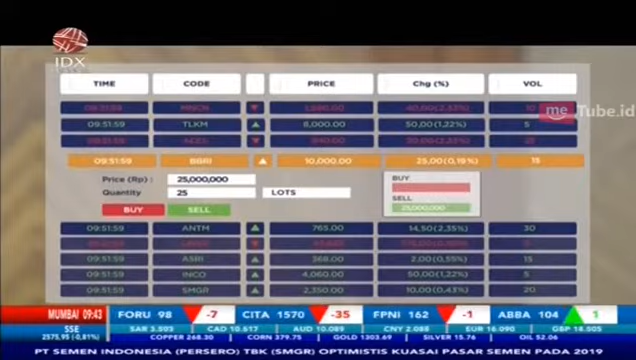 IDX
TIME CODE PRICE Chg (%) VOL
09:51:59 MNCN
me Tube.id
09:51:59 TLKM 8,000.00 50,00(1,22%) 5
09:51:59 BBRI 10,000.00 25,00(0,19%) 15
Price (Rp) : 25,000,000
Quantity 25 LOTS
BUY SELL
BUY
SELL
25,000,000
09:51:59 ANTM 765.00 14,50(2,35%) 30
09:51:59 ASRI 368.00 2.00(0,55%) 15
09:51:59 INCO 4,060.00 50,00(1,22%) 5
09:51:59 SMGR 2,350.00 10,00(0,43%) 20
MUMBAI 09:43 FORU 98 -7 CITA 1570 -35 FPNI 162 -1 ABBA 104 1
SSE SAR 3.503 CAD 10.617 AUD 10.089 CNY 2.088 EUR 16.090 GBP 18.505
2575,95 (-0,81%) COPPER 268.30 CORN 379.75 GOLD 1303.69 SILVER 15.76 OIL 52.06
PT SEMEN INDONESIA (PERSERO) TBK (SMGR) OPTIMISTIS KUASAI PASAR SEMEN PADA 2019